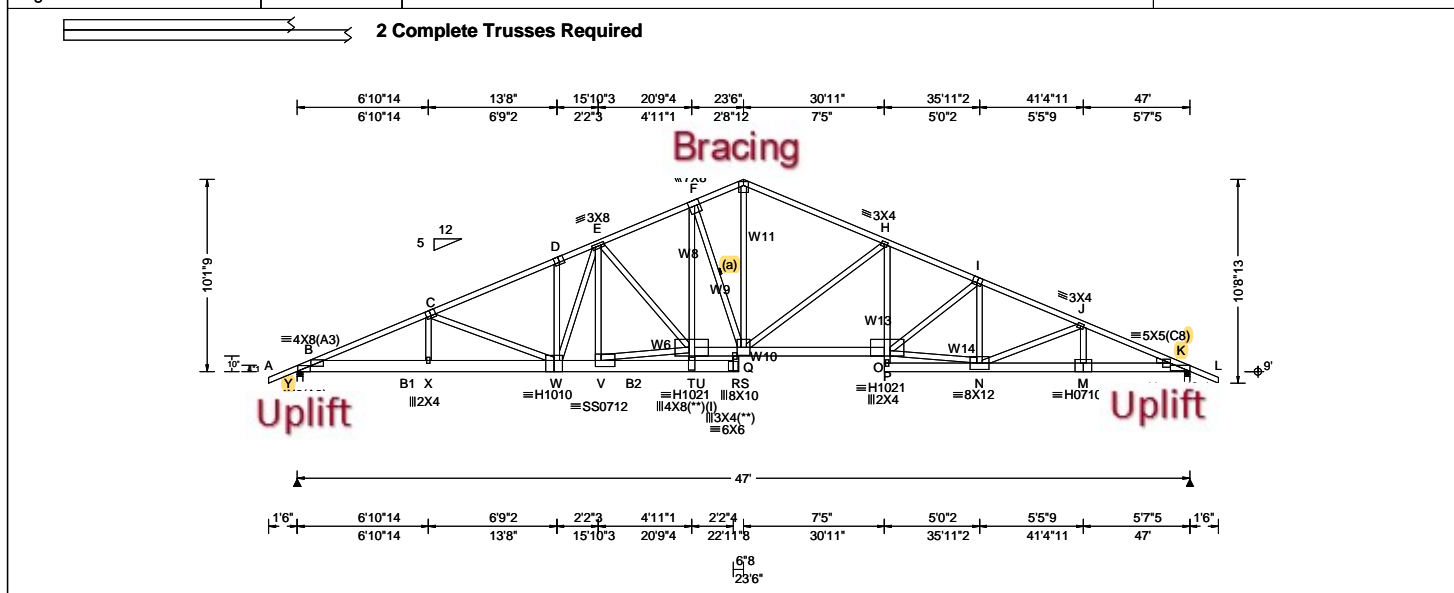 2 Complete Trusses Required
6'10"14 13'8" 15'10"3 20'9"4 23'6" 30'11" 35'11"2 41'4"11 47'
6'10"14 6'9"2 2'2"3 4'11"1 2'8"12 7'5" 5'0"2 5'5"9 5'7"5
Bracing
F
≡3X8
≡3X4
E
H
12
5
D
W8
W11
(a)
W9
I
10'1"9
10'8"13
≡3X4
C
J
W13
≡4X8(A3)
B
W6
W10
W14
≡5X5(C8)
K
A
10"
L
9'
Y
B1 X W V B2 TU RS Q O P N M
|||2X4
≡H1010
≡SS0712
≡H1021
|||4X8(**)(I)
|||8X10
|||3X4(**)
≡6X6
≡H1021
|||2X4
≡8X12
Uplift
Uplift
47'
1'6" 6'10"14 6'9"2 2'2"3 4'11"1 2'2"4 7'5" 5'0"2 5'5"9 5'7"5 1'6"
6'10"14 13'8" 15'10"3 20'9"4 22'11"8 30'11" 35'11"2 41'4"11 47'
6"8
23'6"